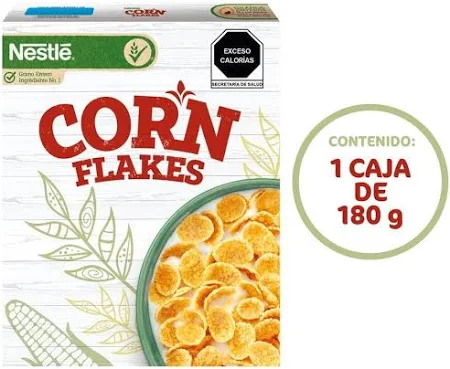 Nestlé
Grano Entero
Ingrediente No. 1
EXCESO
CALORÍAS
SECRETARÍA DE SALUD
CORN
FLAKES
CONTENIDO:
1 CAJA
DE
180 g